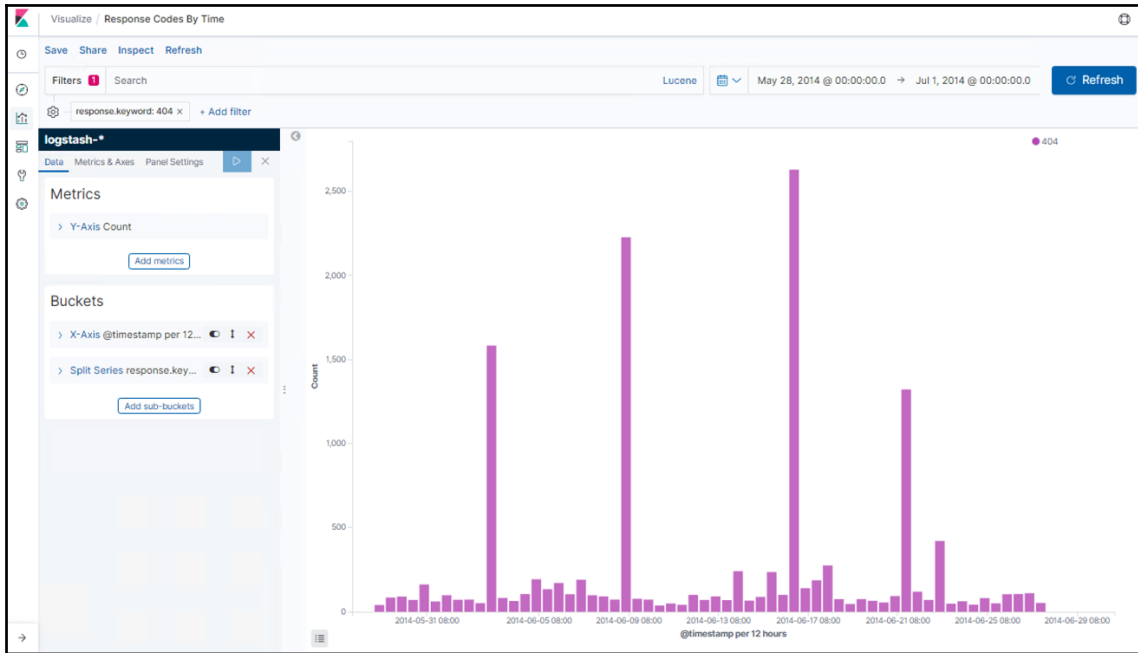 Visualize / Response Codes By Time
Save Share Inspect Refresh
Filters 1 Search Lucene May 28, 2014 @ 00:00:00.0 → Jul 1, 2014 @ 00:00:00.0 Refresh
response.keyword: 404 × + Add filter
logstash-*
Data Metrics & Axes Panel Settings
Metrics
Y-Axis Count
Add metrics
Buckets
X-Axis @timestamp per 12...
Split Series response.key...
Add sub-buckets
404
2,500
2,000
1,500
1,000
500
0
Count
2014-05-31 08:00 2014-06-05 08:00 2014-06-09 08:00 2014-06-13 08:00 2014-06-17 08:00 2014-06-21 08:00 2014-06-25 08:00 2014-06-29 08:00
@timestamp per 12 hours